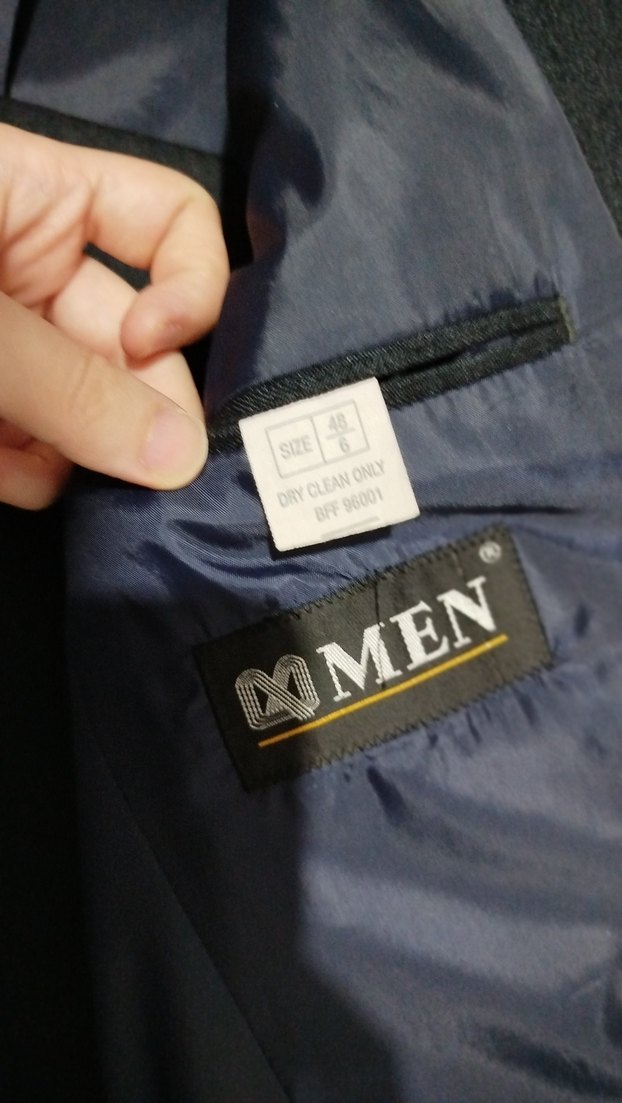 SIZE 48
6
DRY CLEAN ONLY
BFF 96001
MEN ®